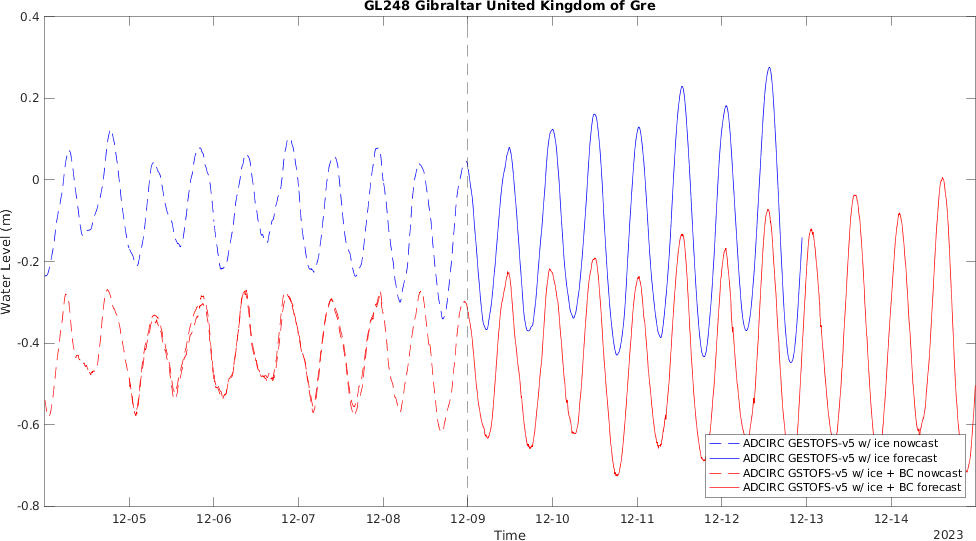 GL248 Gibraltar United Kingdom of Gre
0.4
0.2
0
-0.2
-0.4
-0.6
-0.8
Water Level (m)
12-05 12-06 12-07 12-08 12-09 12-10 12-11 12-12 12-13 12-14
Time
2023
ADCIRC GESTOFS-v5 w/ ice nowcast
ADCIRC GESTOFS-v5 w/ ice forecast
ADCIRC GSTOFS-v5 w/ ice + BC nowcast
ADCIRC GSTOFS-v5 w/ ice + BC forecast